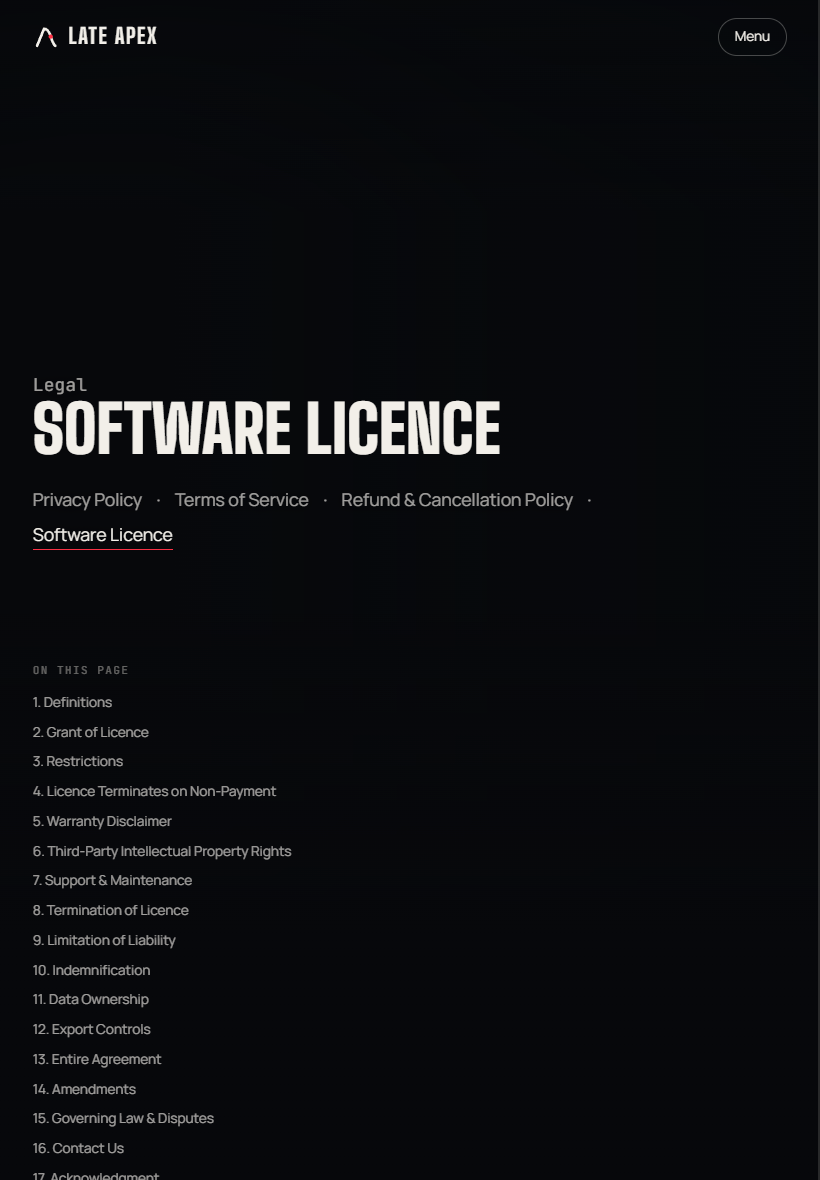 LATE APEX
Menu
Legal
SOFTWARE LICENCE
Privacy Policy · Terms of Service · Refund & Cancellation Policy ·
Software Licence
ON THIS PAGE
1. Definitions
2. Grant of Licence
3. Restrictions
4. Licence Terminates on Non-Payment
5. Warranty Disclaimer
6. Third-Party Intellectual Property Rights
7. Support & Maintenance
8. Termination of Licence
9. Limitation of Liability
10. Indemnification
11. Data Ownership
12. Export Controls
13. Entire Agreement
14. Amendments
15. Governing Law & Disputes
16. Contact Us
17. Acknowledgment